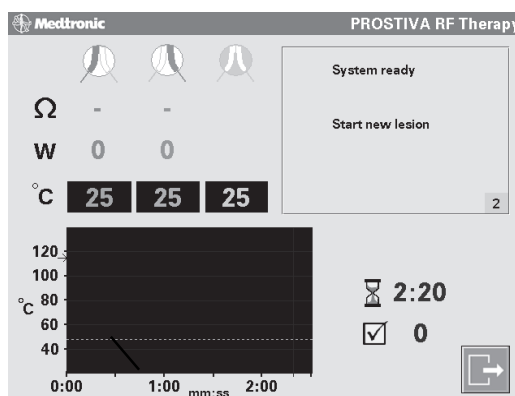 Medtronic PROSTIVA RF Therapy
System ready
Start new lesion
2
Ω - -
W 0 0
°C 25 25 25
120
100
°C 80
60
40
0:00 1:00 mm:ss 2:00
2:20
0